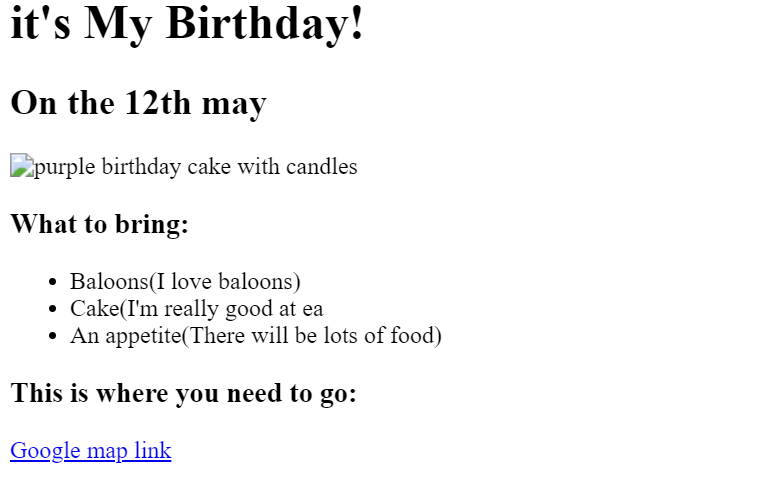 it's My Birthday!
On the 12th may
purple birthday cake with candles
What to bring:
Baloons(I love baloons)
Cake(I'm really good at ea
An appetite(There will be lots of food)
This is where you need to go:
Google map link